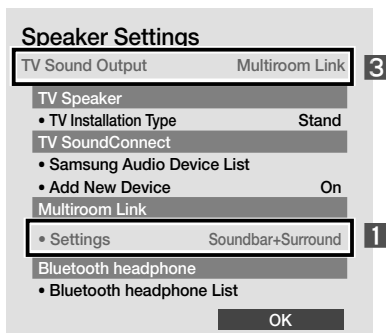 Speaker Settings
TV Sound Output Multiroom Link
3
TV Speaker
• TV Installation Type Stand
TV SoundConnect
• Samsung Audio Device List
• Add New Device On
Multiroom Link
• Settings Soundbar+Surround
1
Bluetooth headphone
• Bluetooth headphone List
OK